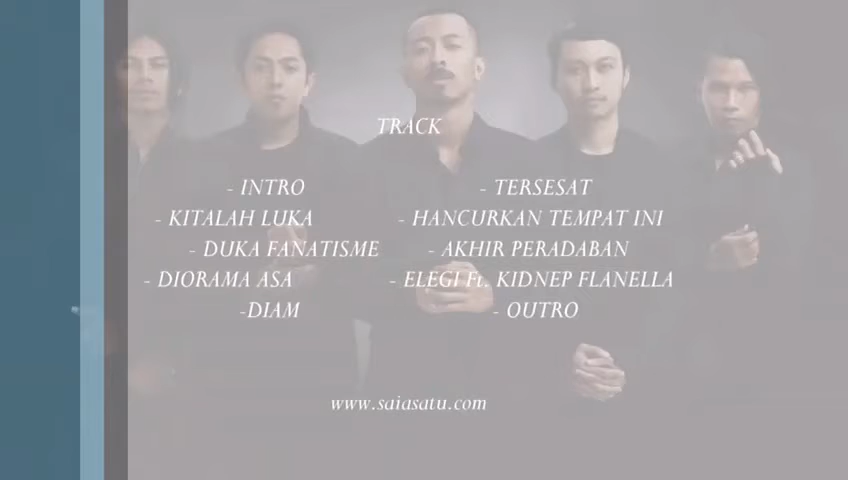 TRACK
- INTRO
- KITALAH LUKA
- DUKA FANATISME
- DIORAMA ASA
-DIAM
- TERSESAT
- HANCURKAN TEMPAT INI
- AKHIR PERADABAN
- ELEGI Ft. KIDNEP FLANELLA
- OUTRO
www.saiasatu.com